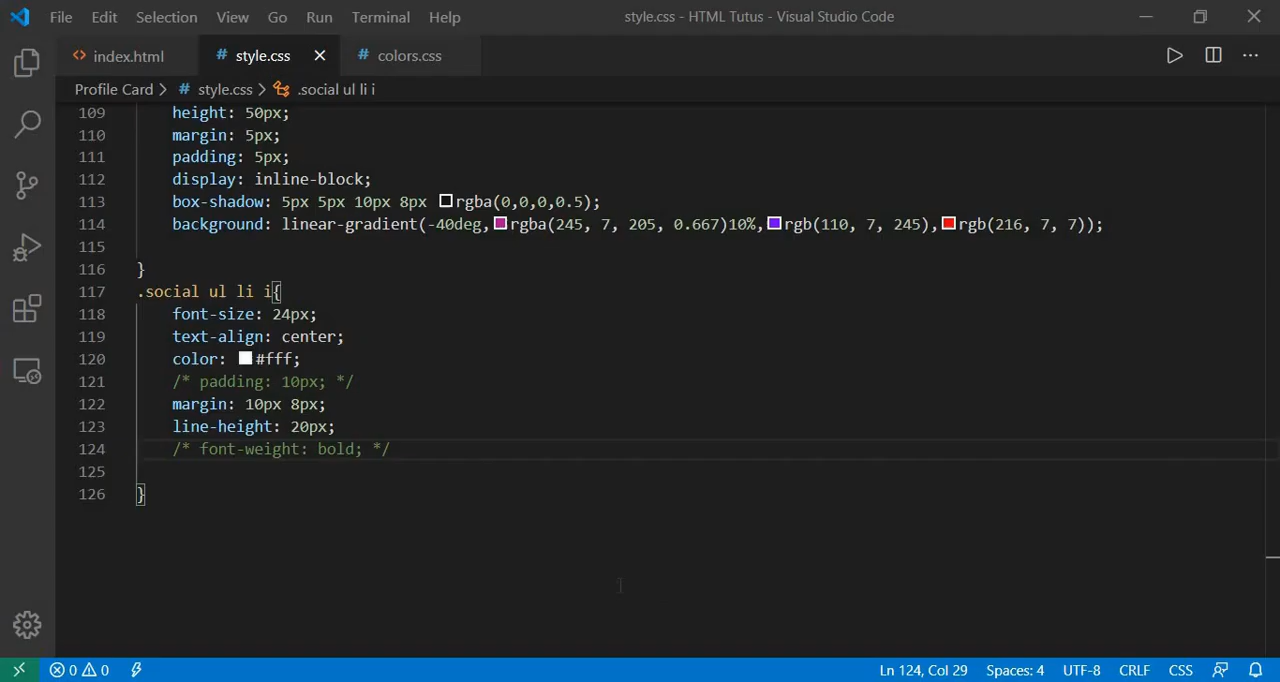 File Edit Selection View Go Run Terminal Help style.css - HTML Tutus - Visual Studio Code
<> index.html # style.css × # colors.css
Profile Card > # style.css > .social ul li i
109 height: 50px;
110 margin: 5px;
111 padding: 5px;
112 display: inline-block;
113 box-shadow: 5px 5px 10px 8px rgba(0,0,0,0.5);
114 background: linear-gradient(-40deg,rgba(245, 7, 205, 0.667)10%,rgb(110, 7, 245),rgb(216, 7, 7));
115
116 }
117 .social ul li i{
118 font-size: 24px;
119 text-align: center;
120 color: #fff;
121 /* padding: 10px; */
122 margin: 10px 8px;
123 line-height: 20px;
124 /* font-weight: bold; */
125
126 }
0 0 Ln 124, Col 29 Spaces: 4 UTF-8 CRLF CSS